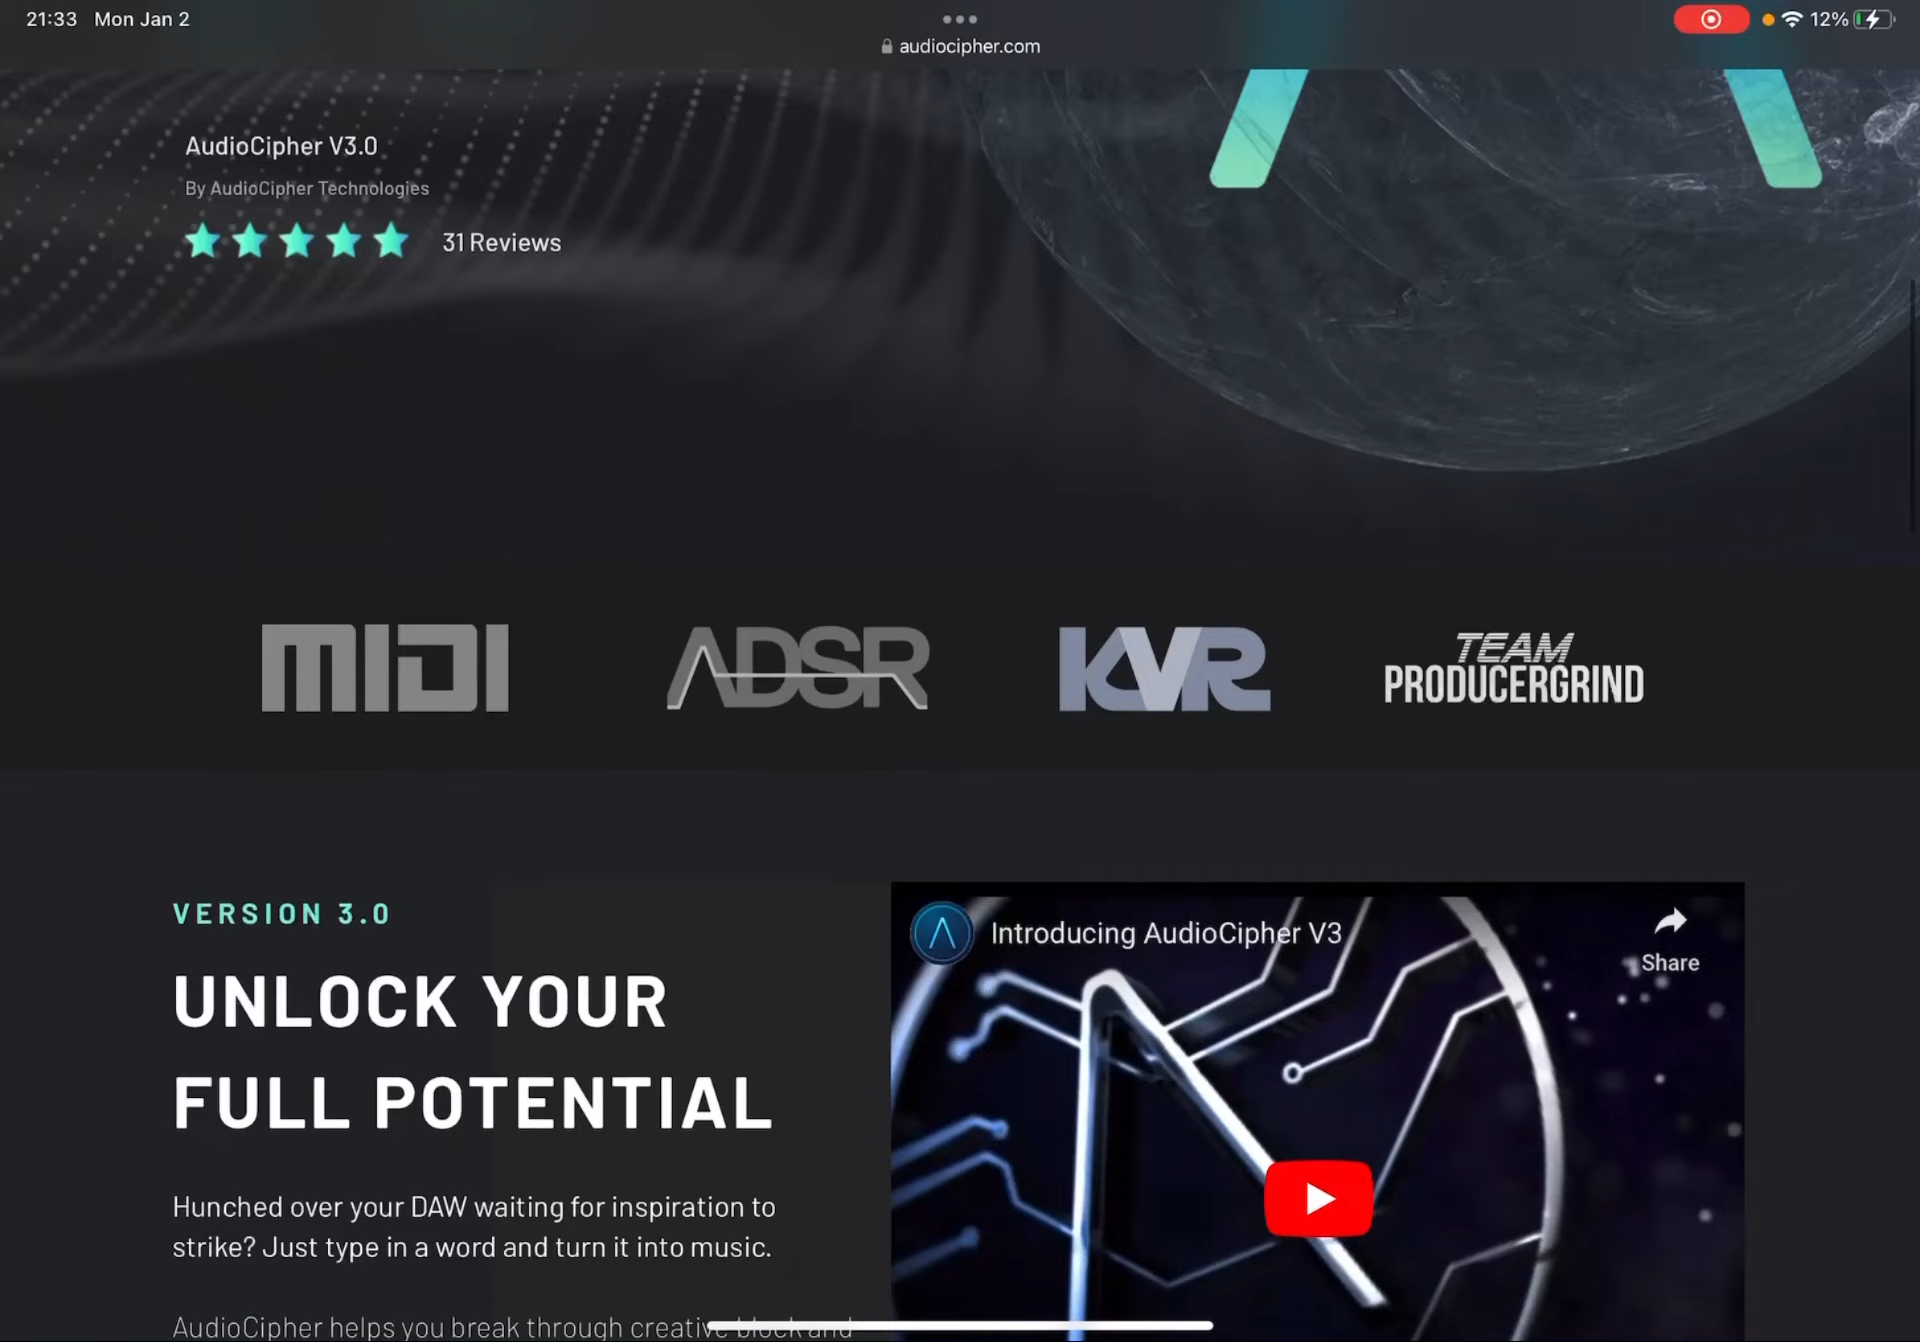 21:33 Mon Jan 2
12%
audiocipher.com
AudioCipher V3.0
By AudioCipher Technologies
31 Reviews
MIDI
ADSR
KVR
TEAM
PRODUCERGRIND
VERSION 3.0
UNLOCK YOUR
FULL POTENTIAL
Hunched over your DAW waiting for inspiration to
strike? Just type in a word and turn it into music.
AudioCipher helps you break through creative block and
Introducing AudioCipher V3
Share